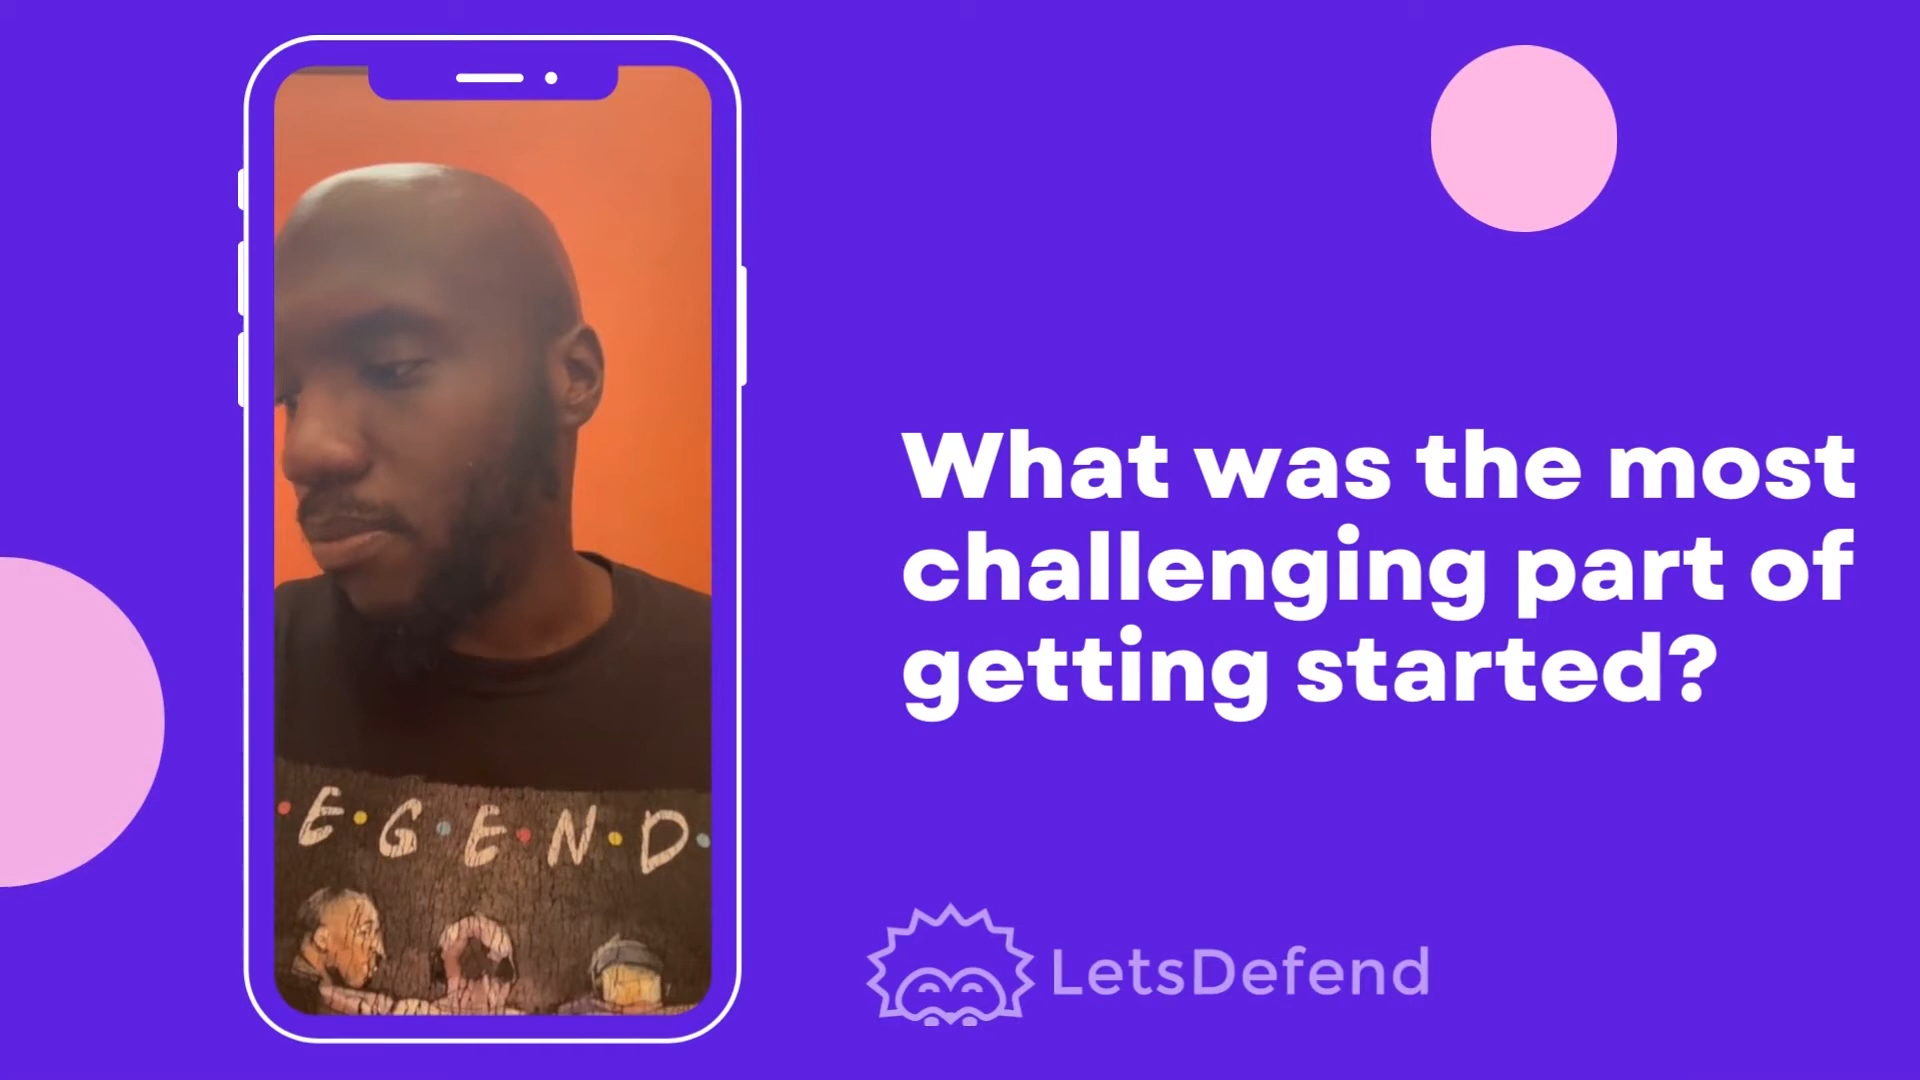 What was the most
challenging part of
getting started?
E·G·E·N·D
LetsDefend